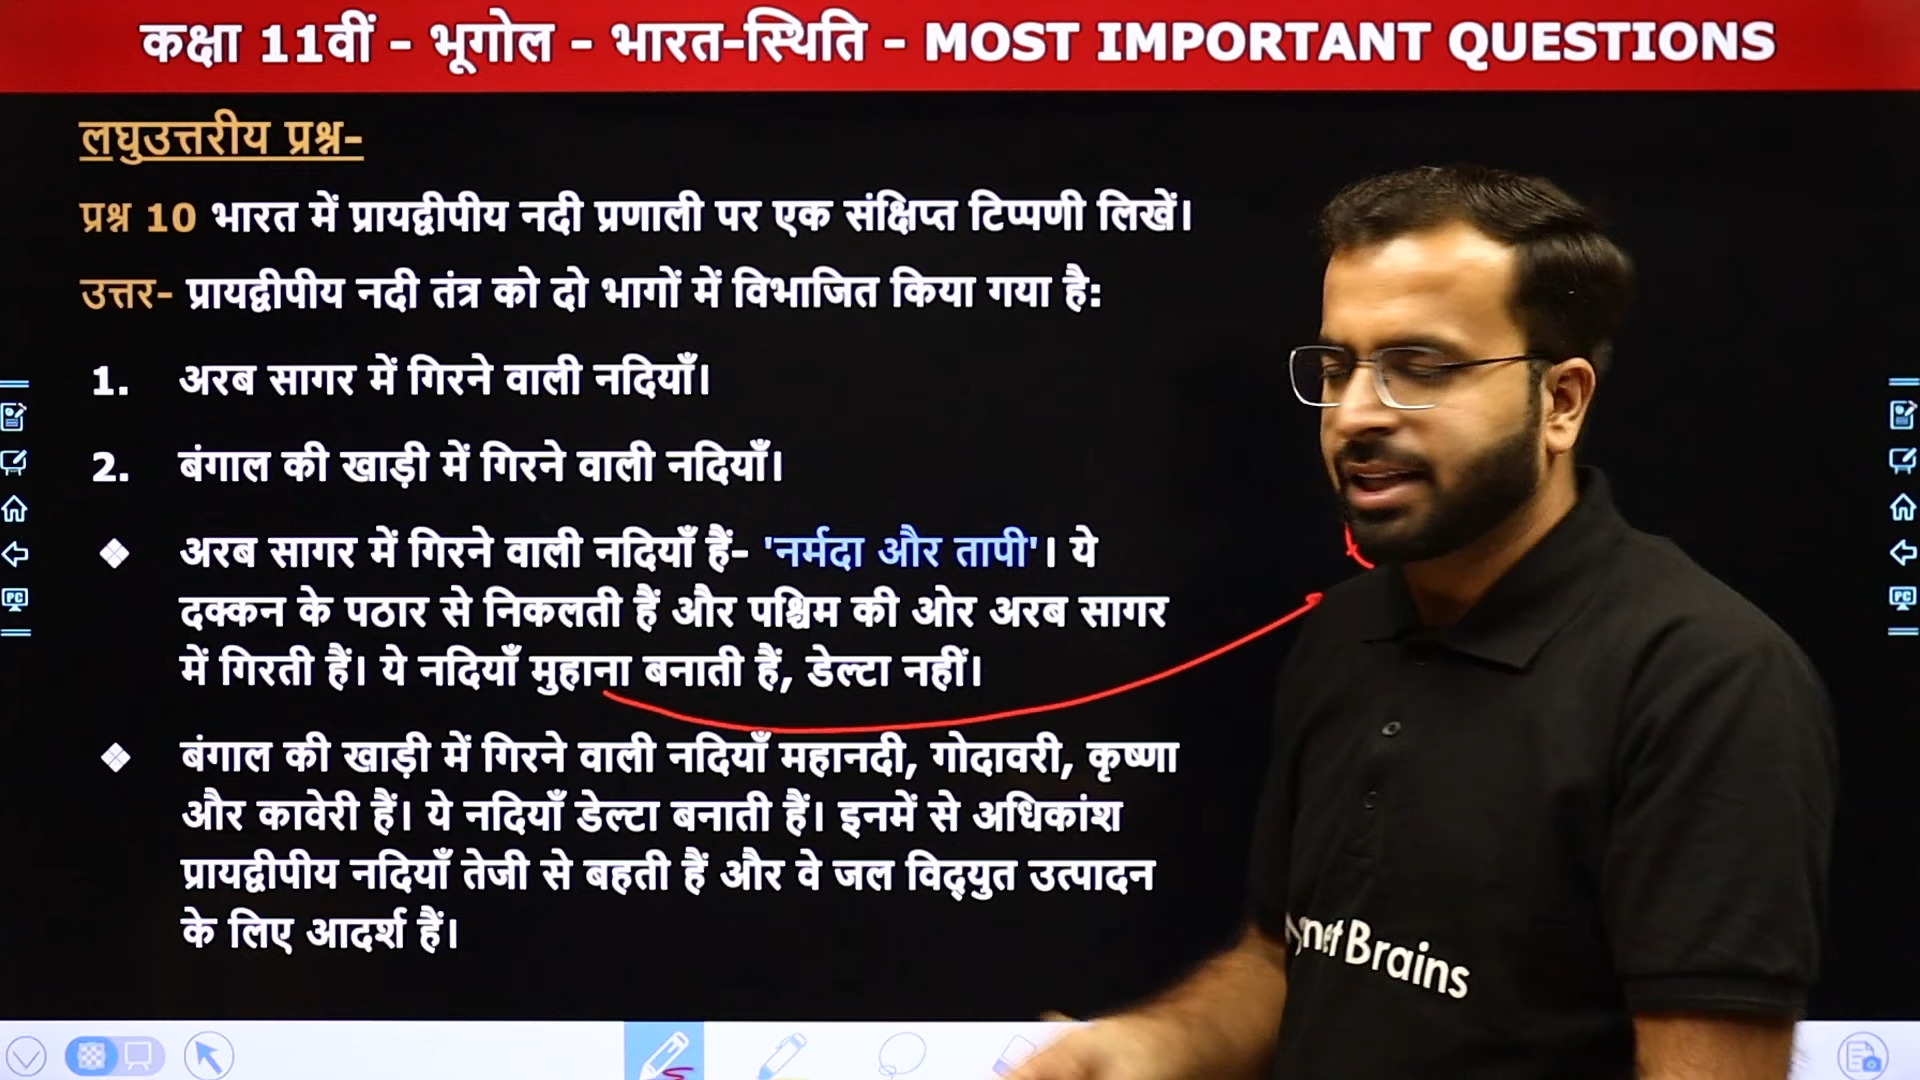 कक्षा 11वीं - भूगोल - भारत-स्थिति - MOST IMPORTANT QUESTIONS
लघुउत्तरीय प्रश्न-
प्रश्न 10 भारत में प्रायद्वीपीय नदी प्रणाली पर एक संक्षिप्त टिप्पणी लिखें।
उत्तर- प्रायद्वीपीय नदी तंत्र को दो भागों में विभाजित किया गया है:
1. अरब सागर में गिरने वाली नदियाँ।
2. बंगाल की खाड़ी में गिरने वाली नदियाँ।
❖ अरब सागर में गिरने वाली नदियाँ हैं- 'नर्मदा और तापी'। ये
दक्कन के पठार से निकलती हैं और पश्चिम की ओर अरब सागर
में गिरती हैं। ये नदियाँ मुहाना बनाती हैं, डेल्टा नहीं।
❖ बंगाल की खाड़ी में गिरने वाली नदियाँ महानदी, गोदावरी, कृष्णा
और कावेरी हैं। ये नदियाँ डेल्टा बनाती हैं। इनमें से अधिकांश
प्रायद्वीपीय नदियाँ तेजी से बहती हैं और वे जल विद्युत उत्पादन
के लिए आदर्श हैं।
PC
PC
Brains